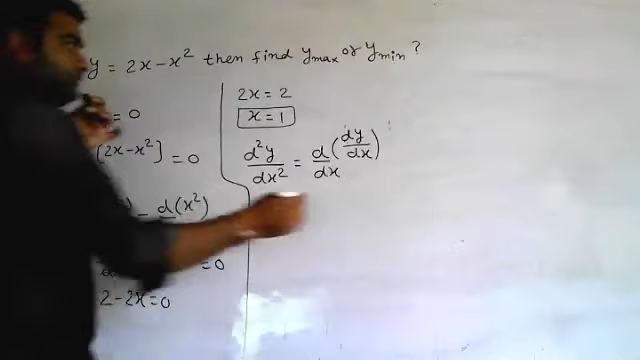 y = 2x - x² then find ymax or ymin ?
= 0
[2x - x²] = 0
- d(x²)
= 0
2 - 2x = 0
2x = 2
x = 1
d²y/dx² = d/dx (dy/dx)